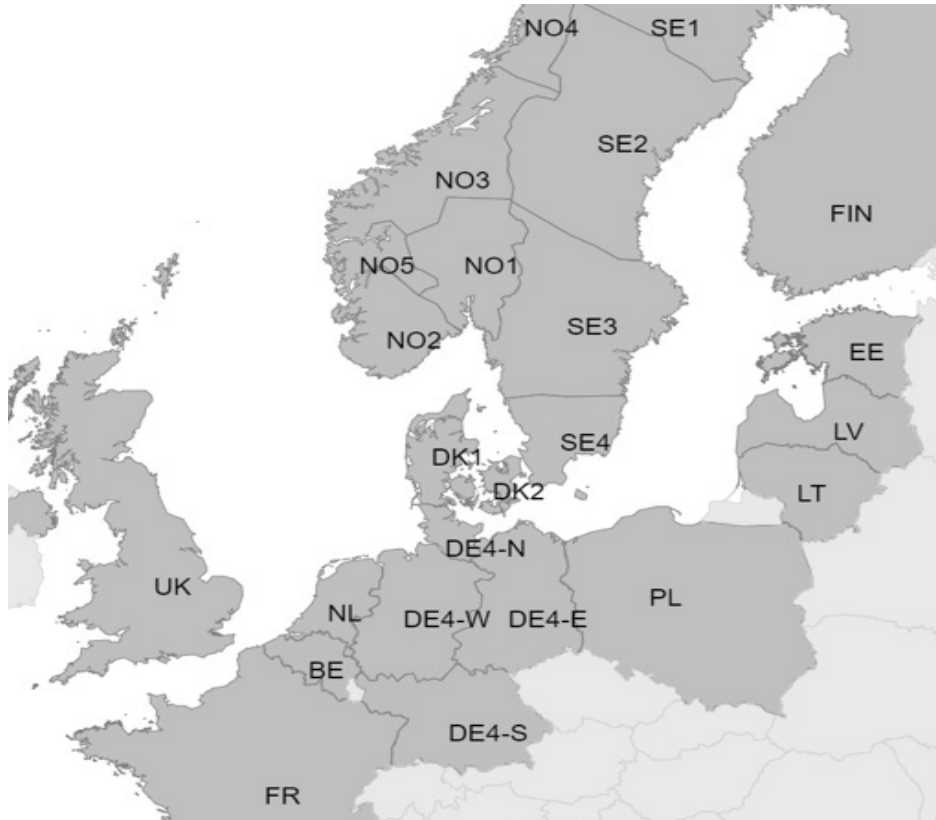 NO4
SE1
SE2
NO3
FIN
NO5
NO1
SE3
NO2
EE
LV
SE4
DK1
DK2
LT
DE4-N
UK
NL
DE4-W
DE4-E
PL
BE
DE4-S
FR